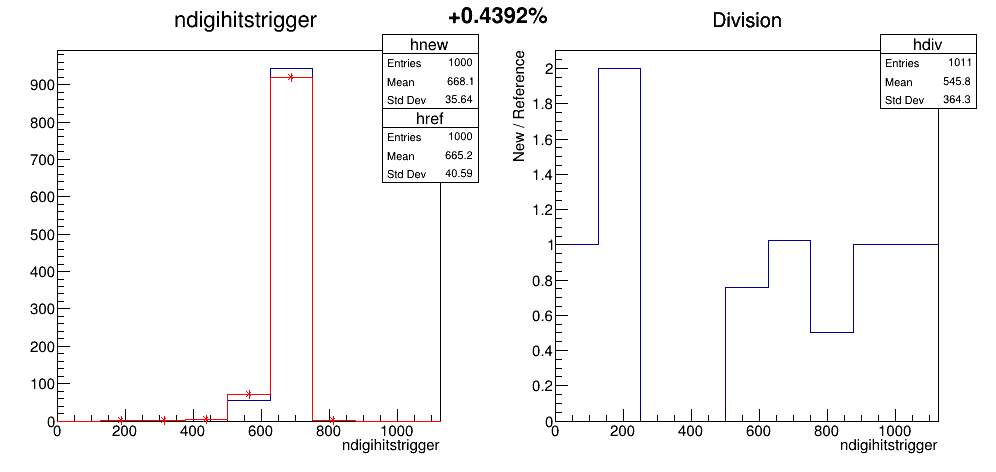 +0.4392%
ndigihitstrigger
hnew
Entries 1000
Mean 668.1
Std Dev 35.64
href
Entries 1000
Mean 665.2
Std Dev 40.59
900
800
700
600
500
400
300
200
100
0
0 200 400 600 800 1000
ndigihitstrigger
Division
hdiv
Entries 1011
Mean 545.8
Std Dev 364.3
New / Reference
2
1.8
1.6
1.4
1.2
1
0.8
0.6
0.4
0.2
0
0 200 400 600 800 1000
ndigihitstrigger